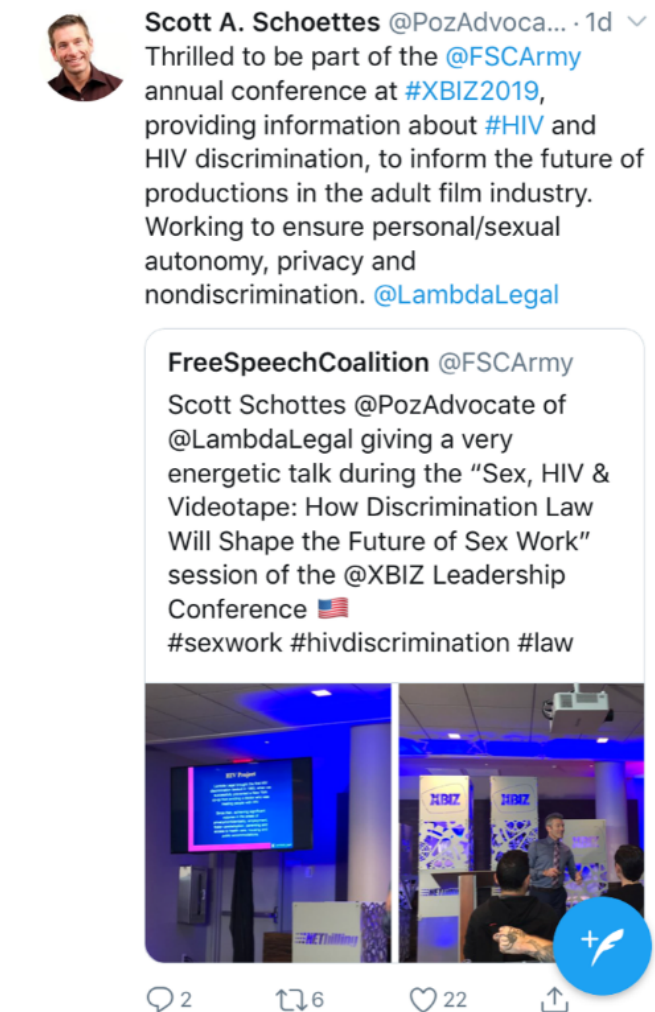 Scott A. Schoettes @PozAdvoca... · 1d
Thrilled to be part of the @FSCArmy
annual conference at #XBIZ2019,
providing information about #HIV and
HIV discrimination, to inform the future of
productions in the adult film industry.
Working to ensure personal/sexual
autonomy, privacy and
nondiscrimination. @LambdaLegal
FreeSpeechCoalition @FSCArmy
Scott Schottes @PozAdvocate of
@LambdaLegal giving a very
energetic talk during the “Sex, HIV &
Videotape: How Discrimination Law
Will Shape the Future of Sex Work”
session of the @XBIZ Leadership
Conference 🇺🇸
#sexwork #hivdiscrimination #law
HIV Project
NETbilling
XBIZ
XBIZ
2
6
22